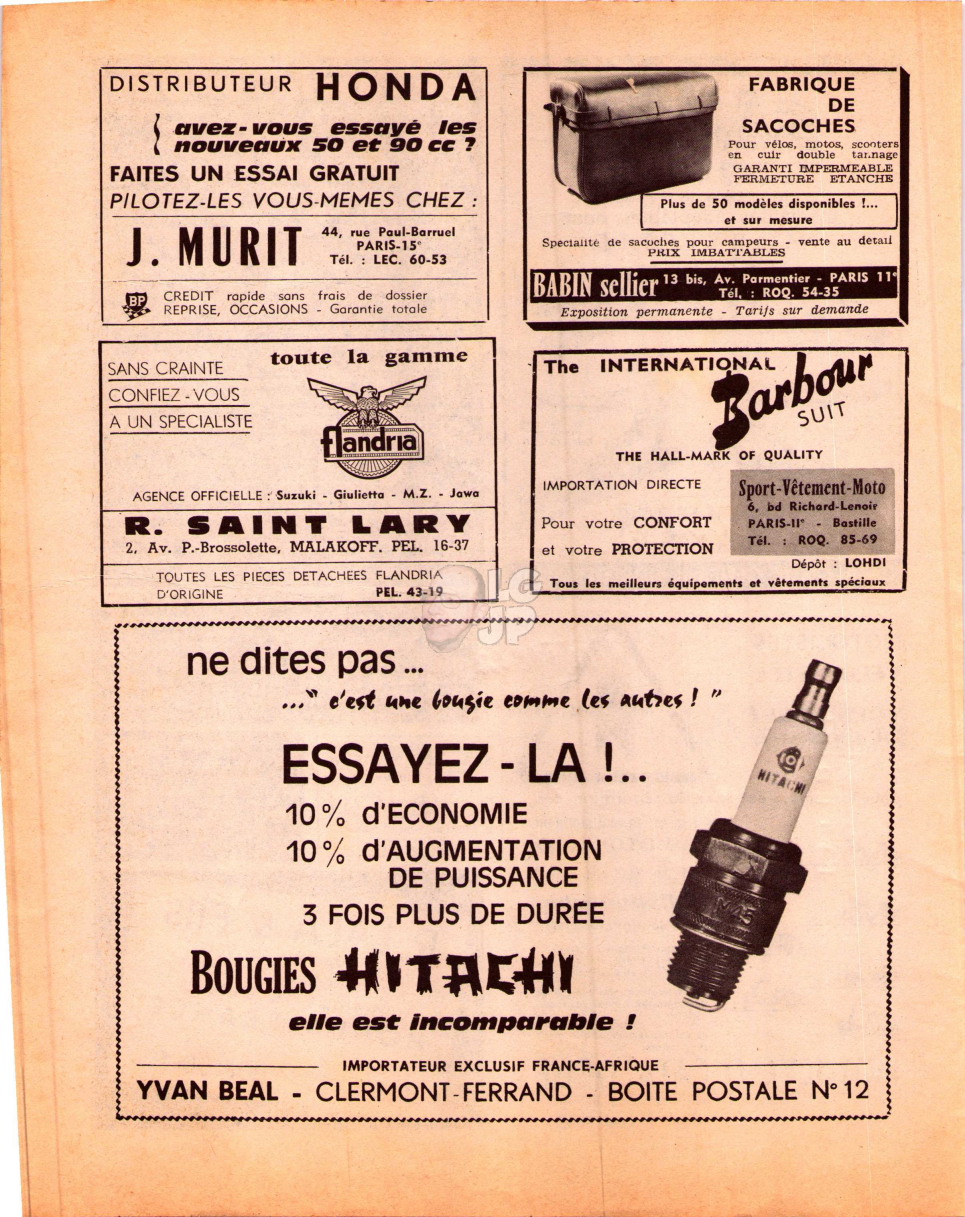 DISTRIBUTEUR HONDA
avez-vous essayé les
nouveaux 50 et 90 cc ?
FAITES UN ESSAI GRATUIT
PILOTEZ-LES VOUS-MEMES CHEZ :
J. MURIT
44, rue Paul-Barruel
PARIS-15e
Tél. : LEC. 60-53
BP
CREDIT rapide sans frais de dossier
REPRISE, OCCASIONS - Garantie totale
FABRIQUE
DE
SACOCHES
Pour vélos, motos, scooters
en cuir double tannage
GARANTI IMPERMEABLE
FERMETURE ETANCHE
Plus de 50 modèles disponibles !...
et sur mesure
Specialité de sacoches pour campeurs - vente au détail
PRIX IMBATTABLES
BABIN sellier 13 bis, Av. Parmentier - PARIS 11e
Tél. : ROQ. 54-35
Exposition permanente - Tarifs sur demande
SANS CRAINTE
CONFIEZ-VOUS
A UN SPECIALISTE
toute la gamme
flandria
AGENCE OFFICIELLE : Suzuki - Giulietta - M.Z. - Jawa
R. SAINT LARY
2, Av. P.-Brossolette, MALAKOFF. PEL. 16-37
TOUTES LES PIECES DETACHEES FLANDRIA
D'ORIGINE PEL. 43-19
The INTERNATIONAL
Barbour
SUIT
THE HALL-MARK OF QUALITY
IMPORTATION DIRECTE
Pour votre CONFORT
et votre PROTECTION
Sport-Vêtement-Moto
6, bd Richard-Lenoir
PARIS-11e - Bastille
Tél. : ROQ. 85-69
Dépôt : LOHDI
Tous les meilleurs équipements et vêtements spéciaux
LG
JP
ne dites pas ...
..." c'est une bougie comme les autres ! "
ESSAYEZ-LA !..
10 % d'ECONOMIE
10 % d'AUGMENTATION
DE PUISSANCE
3 FOIS PLUS DE DURÉE
HITACHI
M45
BOUGIES HITACHI
elle est incomparable !
IMPORTATEUR EXCLUSIF FRANCE-AFRIQUE
YVAN BEAL - CLERMONT-FERRAND - BOITE POSTALE N° 12